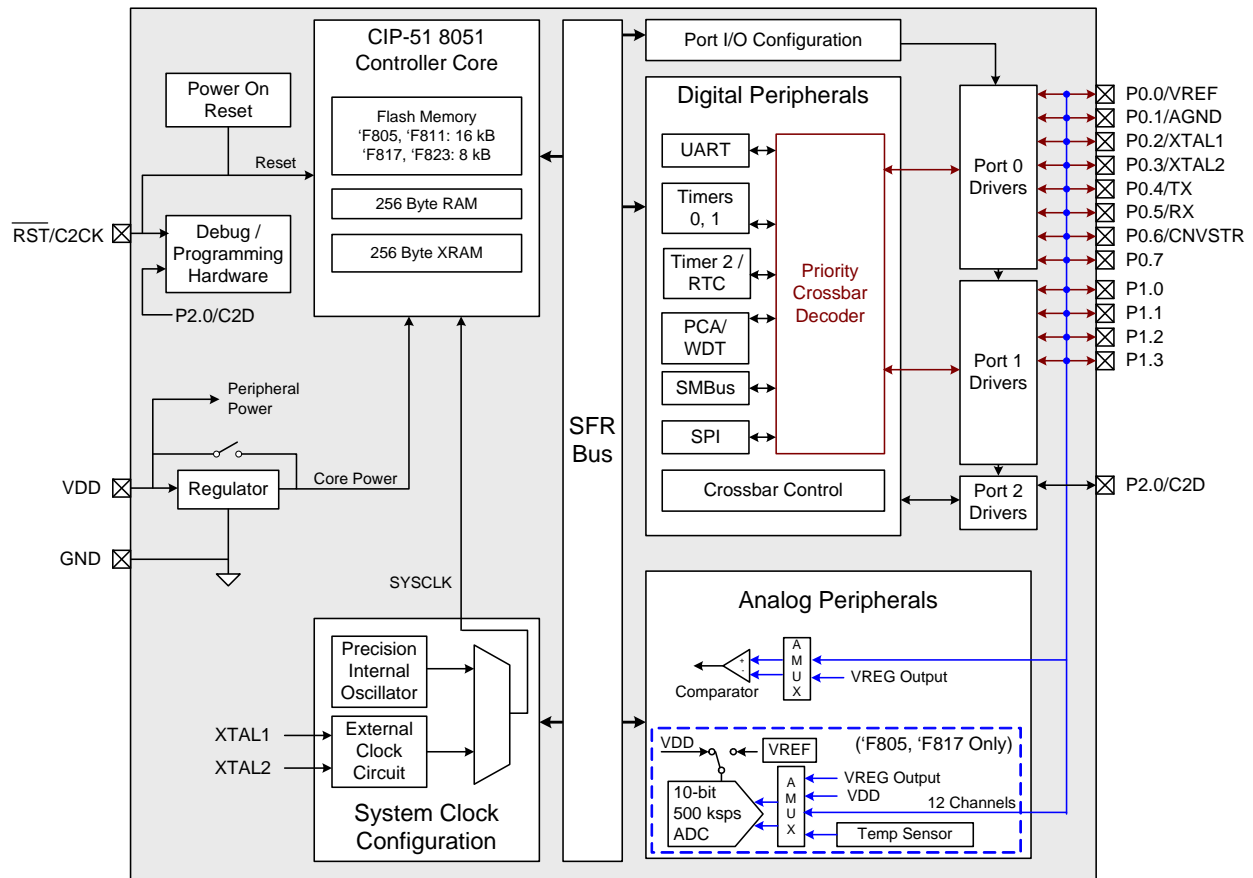 CIP-51 8051
Controller Core
Flash Memory
‘F805, ‘F811: 16 kB
‘F817, ‘F823: 8 kB
256 Byte RAM
256 Byte XRAM
Power On
Reset
Reset
RST/C2CK
Debug /
Programming
Hardware
P2.0/C2D
Peripheral
Power
VDD
Regulator
Core Power
GND
SYSCLK
Precision
Internal
Oscillator
XTAL1
XTAL2
External
Clock
Circuit
System Clock
Configuration
SFR
Bus
Port I/O Configuration
Digital Peripherals
UART
Timers
0, 1
Timer 2 /
RTC
PCA/
WDT
SMBus
SPI
Priority
Crossbar
Decoder
Crossbar Control
Port 0
Drivers
Port 1
Drivers
Port 2
Drivers
P0.0/VREF
P0.1/AGND
P0.2/XTAL1
P0.3/XTAL2
P0.4/TX
P0.5/RX
P0.6/CNVSTR
P0.7
P1.0
P1.1
P1.2
P1.3
P2.0/C2D
Analog Peripherals
+
-
Comparator
A
M
U
X
VREG Output
(‘F805, ‘F817 Only)
VDD
VREF
10-bit
500 ksps
ADC
A
M
U
X
VREG Output
VDD
12 Channels
Temp Sensor